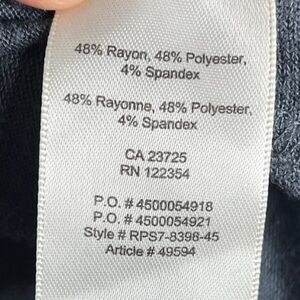 48% Rayon, 48% Polyester,
4% Spandex
48% Rayonne, 48% Polyester,
4% Spandex
CA 23725
RN 122354
P.O. # 4500054918
P.O. # 4500054921
Style # RPS7-8398-45
Article # 49594